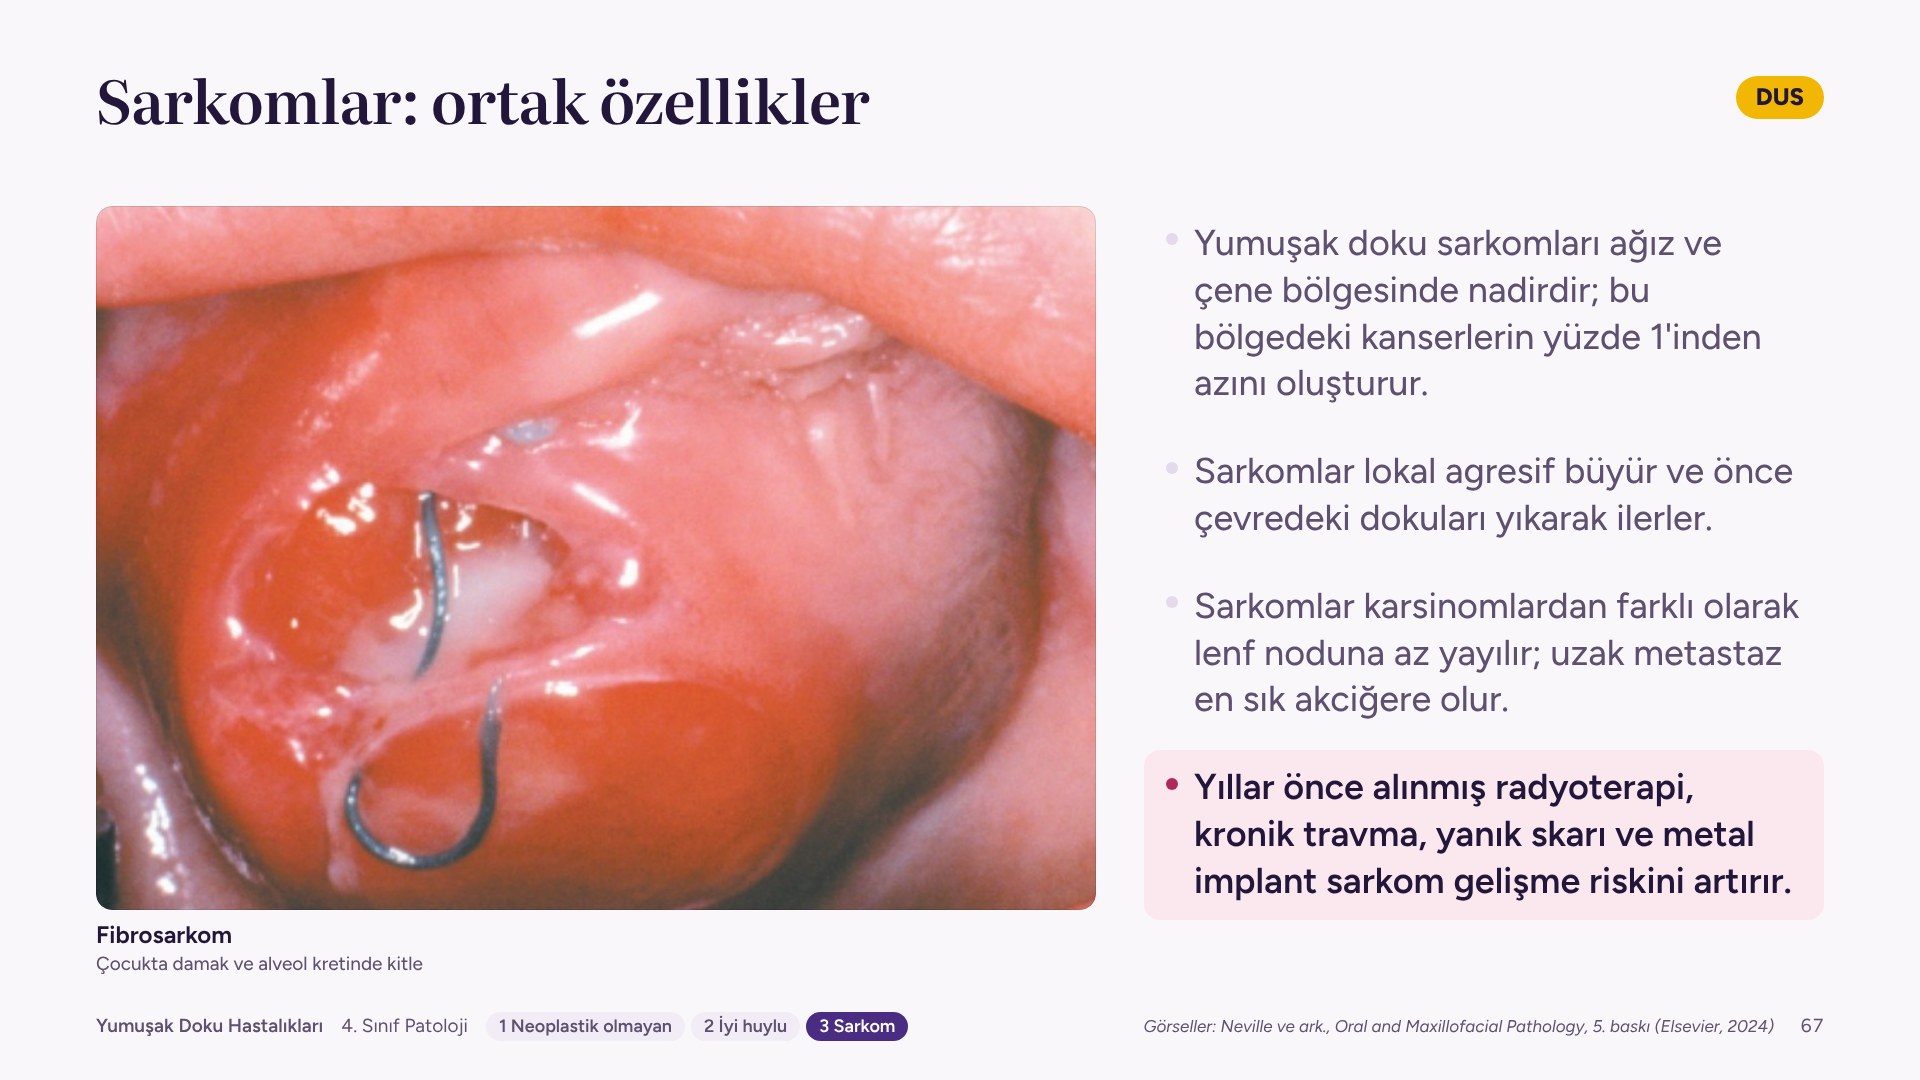 Sarkomlar: ortak özellikler
DUS
Yumuşak doku sarkomları ağız ve
çene bölgesinde nadirdir; bu
bölgedeki kanserlerin yüzde 1'inden
azını oluşturur.
Sarkomlar lokal agresif büyür ve önce
çevredeki dokuları yıkarak ilerler.
Sarkomlar karsinomlardan farklı olarak
lenf noduna az yayılır; uzak metastaz
en sık akciğere olur.
Yıllar önce alınmış radyoterapi,
kronik travma, yanık skarı ve metal
implant sarkom gelişme riskini artırır.
Fibrosarkom
Çocukta damak ve alveol kretinde kitle
Yumuşak Doku Hastalıkları 4. Sınıf Patoloji 1 Neoplastik olmayan 2 İyi huylu 3 Sarkom
Görseller: Neville ve ark., Oral and Maxillofacial Pathology, 5. baskı (Elsevier, 2024) 67